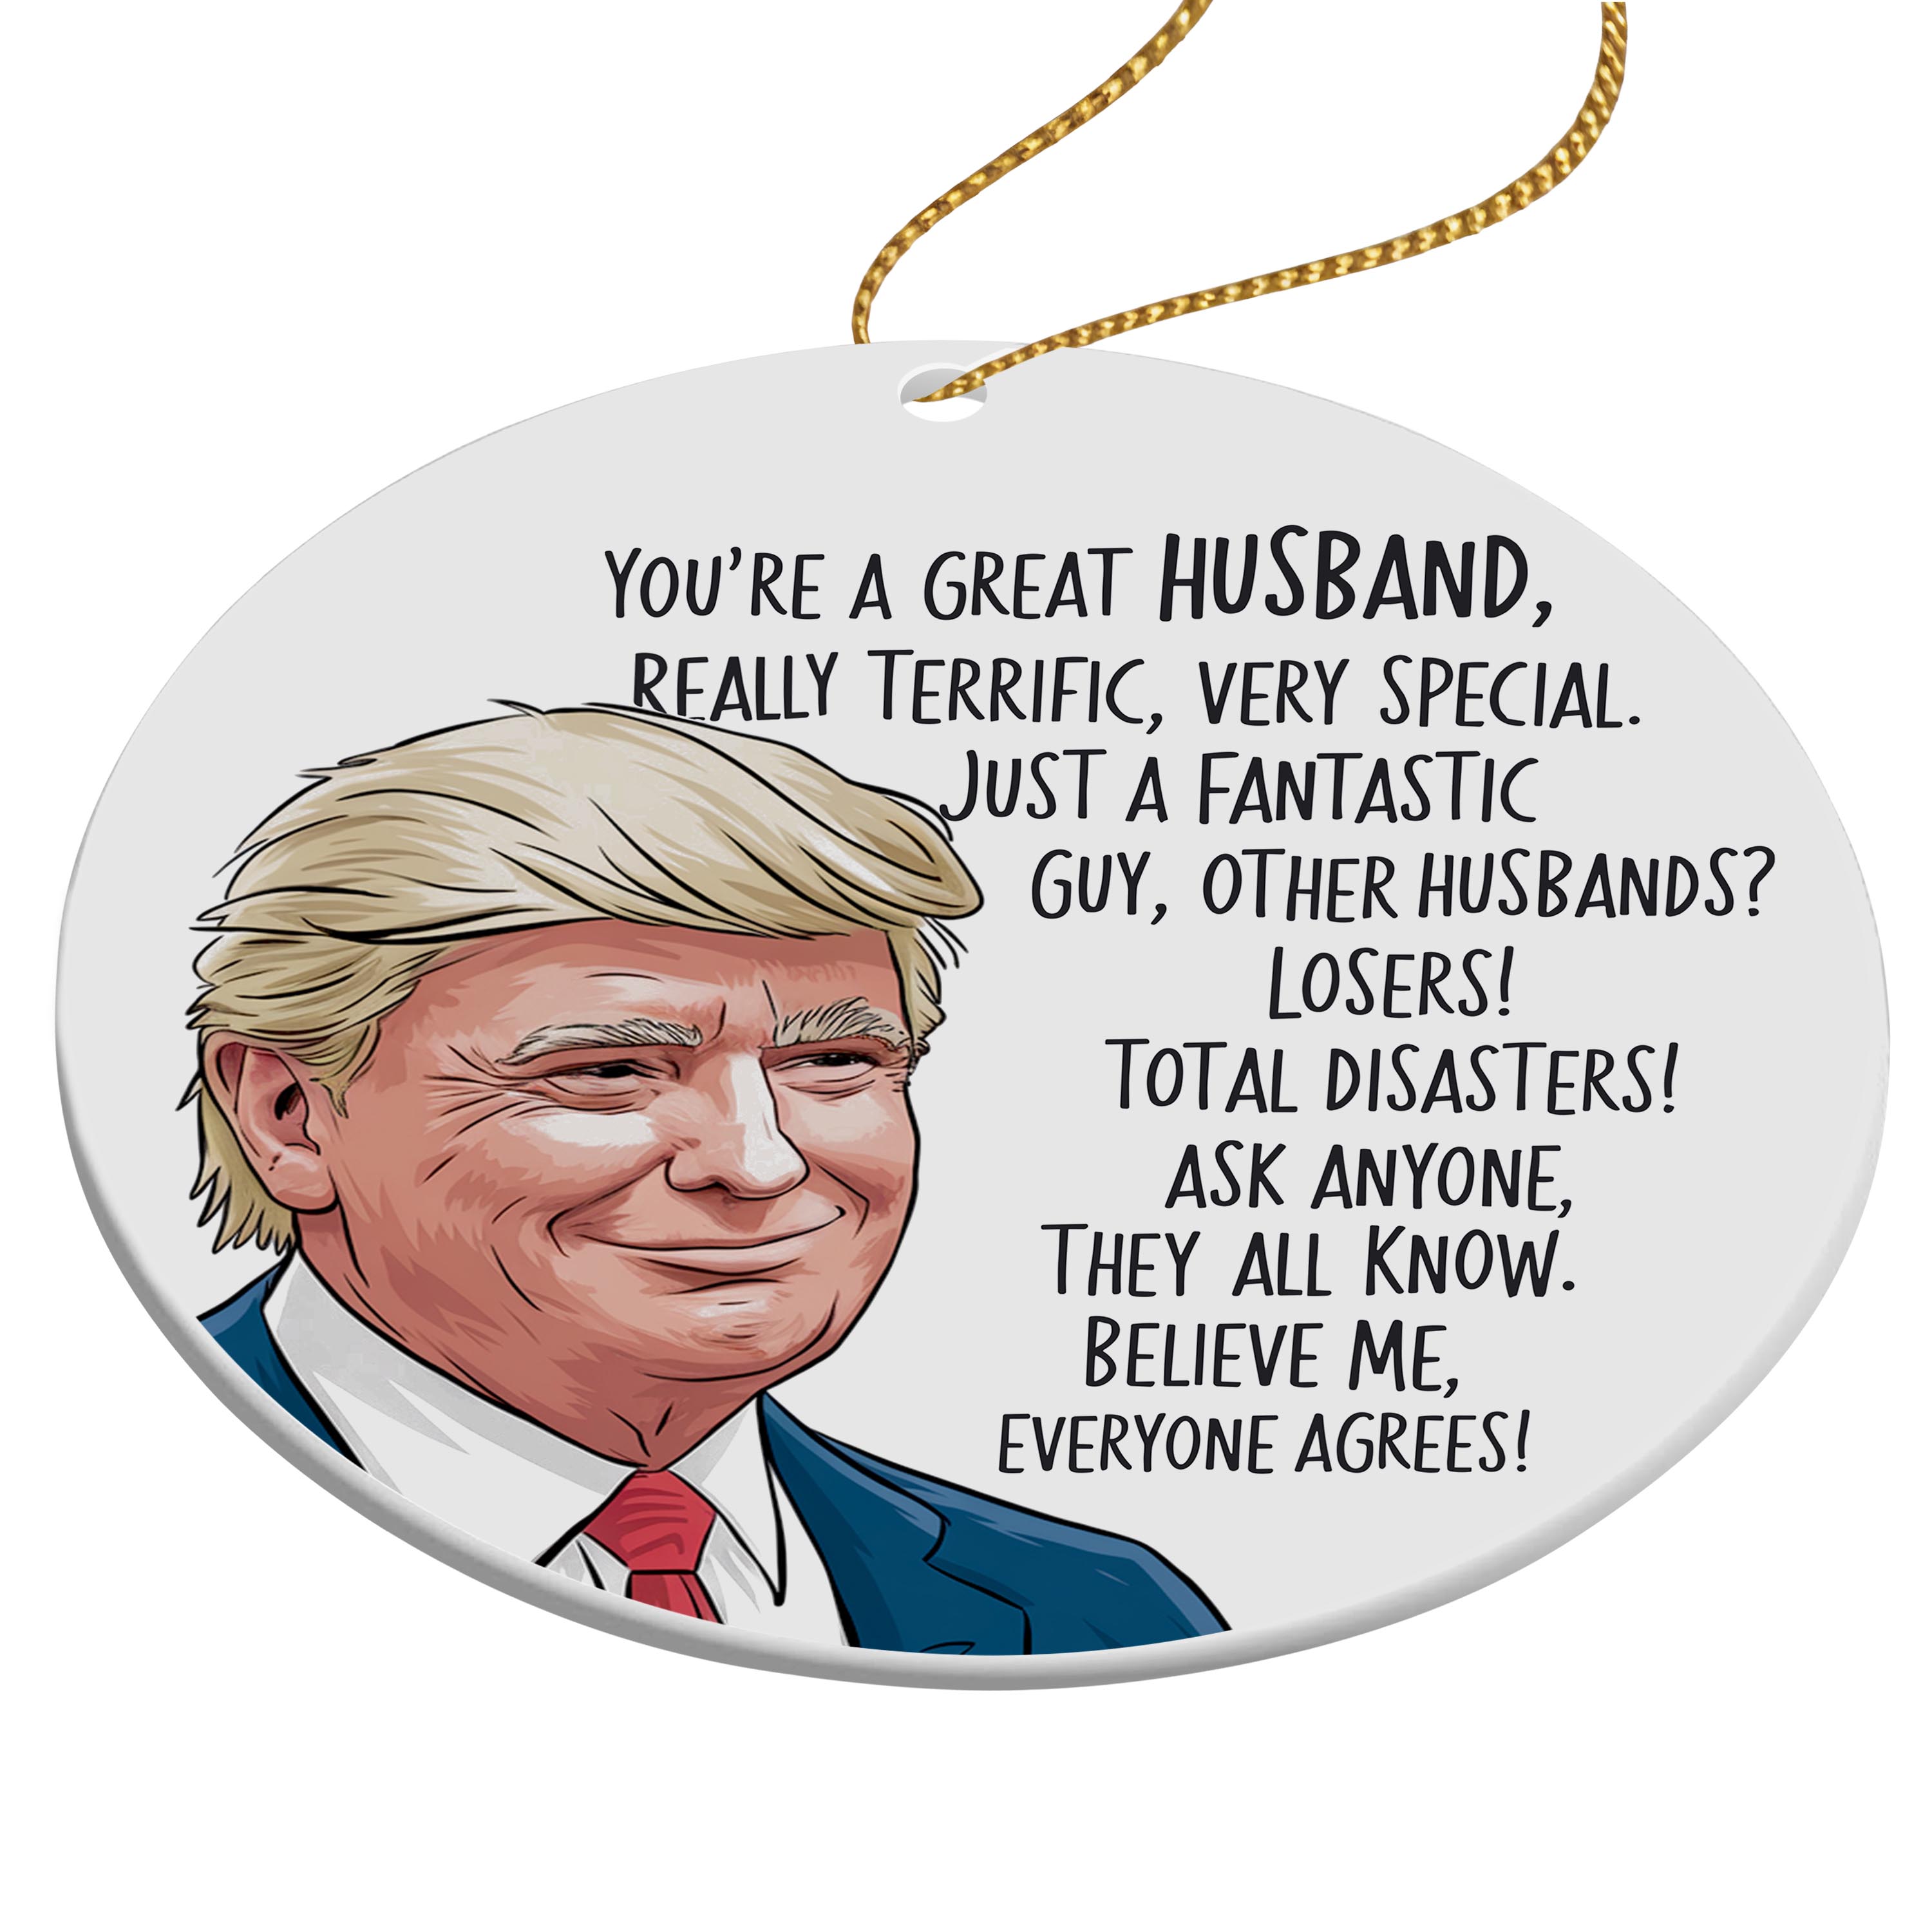 YOU'RE A GREAT HUSBAND,
REALLY TERRIFIC, VERY SPECIAL.
JUST A FANTASTIC
GUY, OTHER HUSBANDS?
LOSERS!
TOTAL DISASTERS!
ASK ANYONE,
THEY ALL KNOW.
BELIEVE ME,
EVERYONE AGREES!